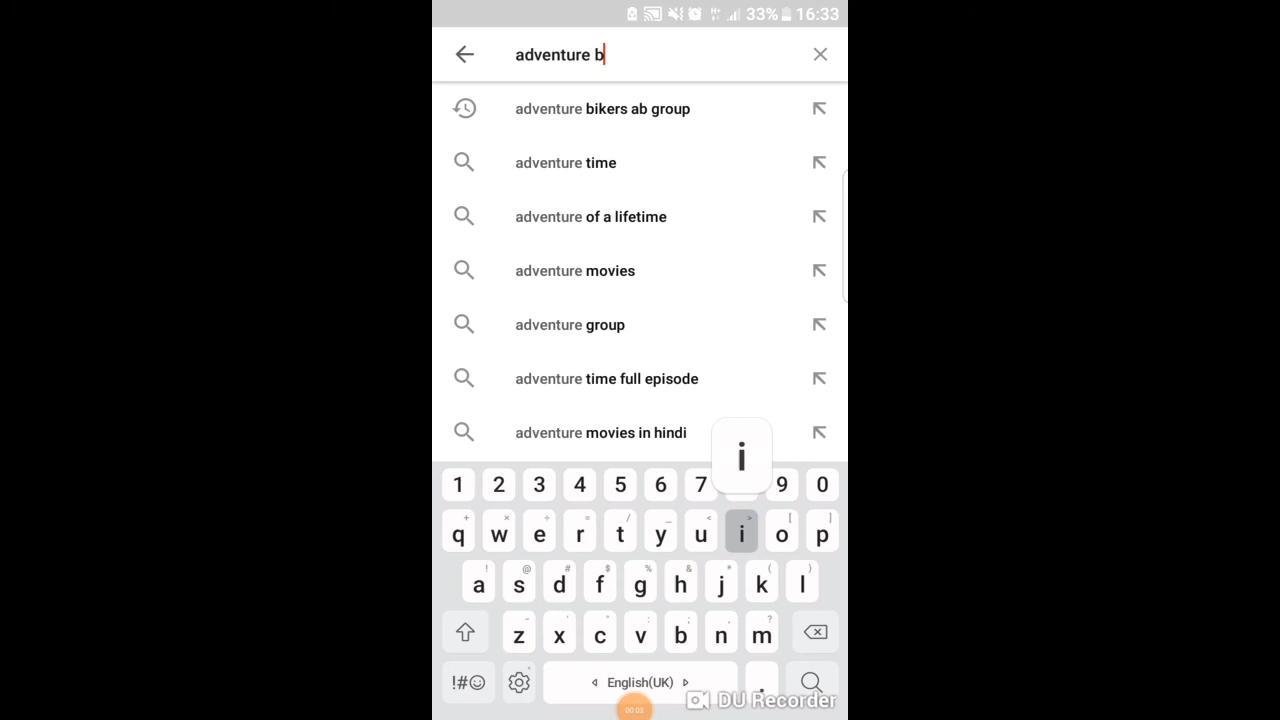 33% 16:33
adventure b
adventure bikers ab group
adventure time
adventure of a lifetime
adventure movies
adventure group
adventure time full episode
adventure movies in hindi
i
1 2 3 4 5 6 7 9 0
+ × ÷ = / _ < > [ ]
q w e r t y u i o p
! @ # $ % & * ( )
a s d f g h j k l
- ' " : ; , ?
z x c v b n m
!#☺ English(UK) .
00:03
DU Recorder